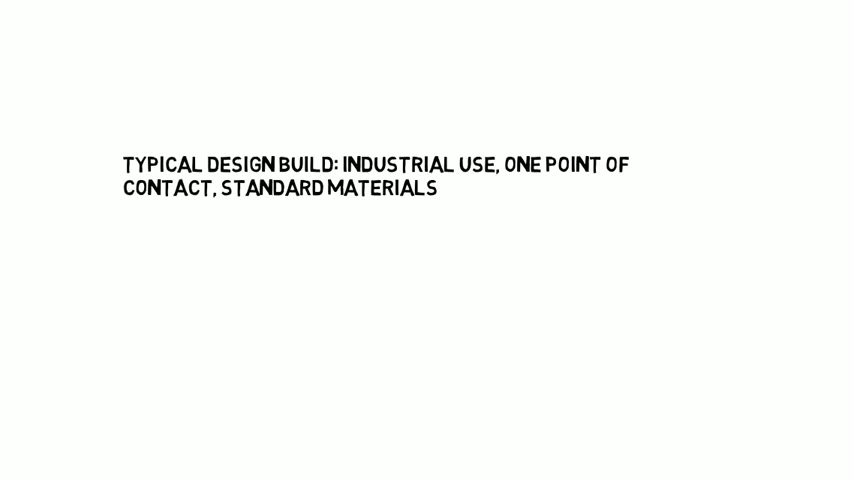 TYPICAL DESIGN BUILD: INDUSTRIAL USE, ONE POINT OF
CONTACT, STANDARD MATERIALS